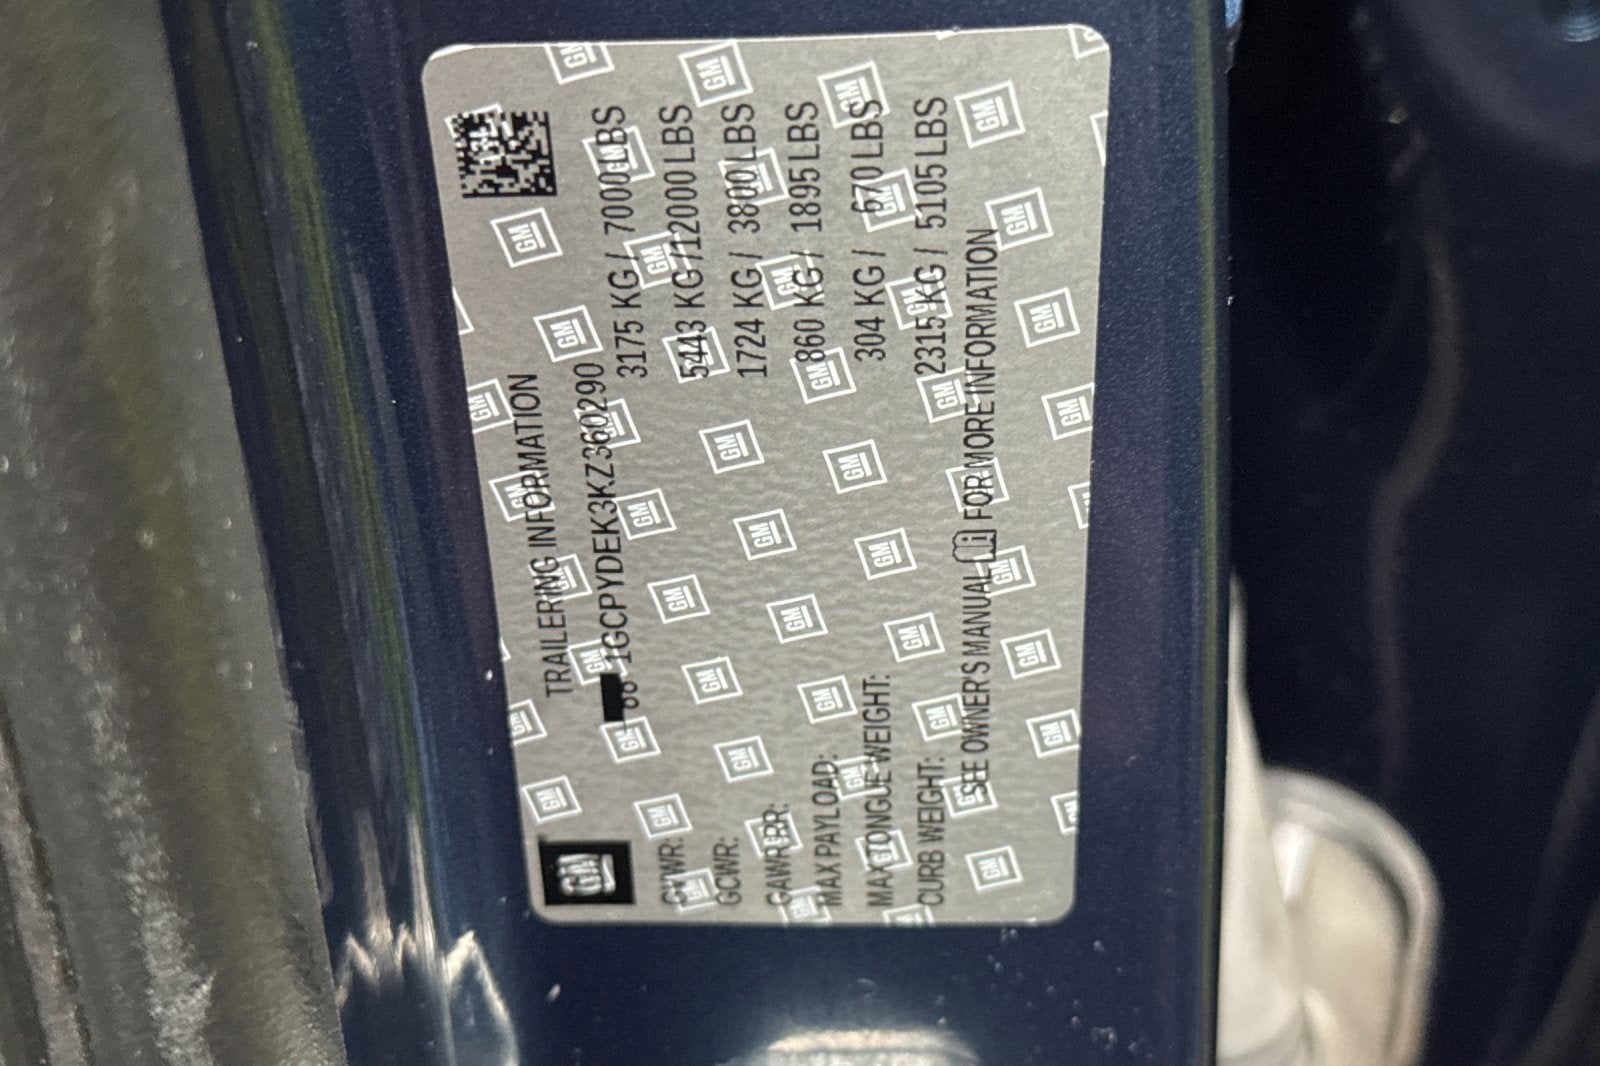 GM
TRAILERING INFORMATION
1GCPYDEK3KZ360290
GVWR: 3175 KG / 7000 LBS
GCWR: 5443 KG /12000 LBS
GAWR RR: 1724 KG / 3800 LBS
MAX PAYLOAD: 860 KG / 1895 LBS
MAX TONGUE WEIGHT: 304 KG / 670 LBS
CURB WEIGHT: 2315 KG / 5105 LBS
SEE OWNER'S MANUAL FOR MORE INFORMATION